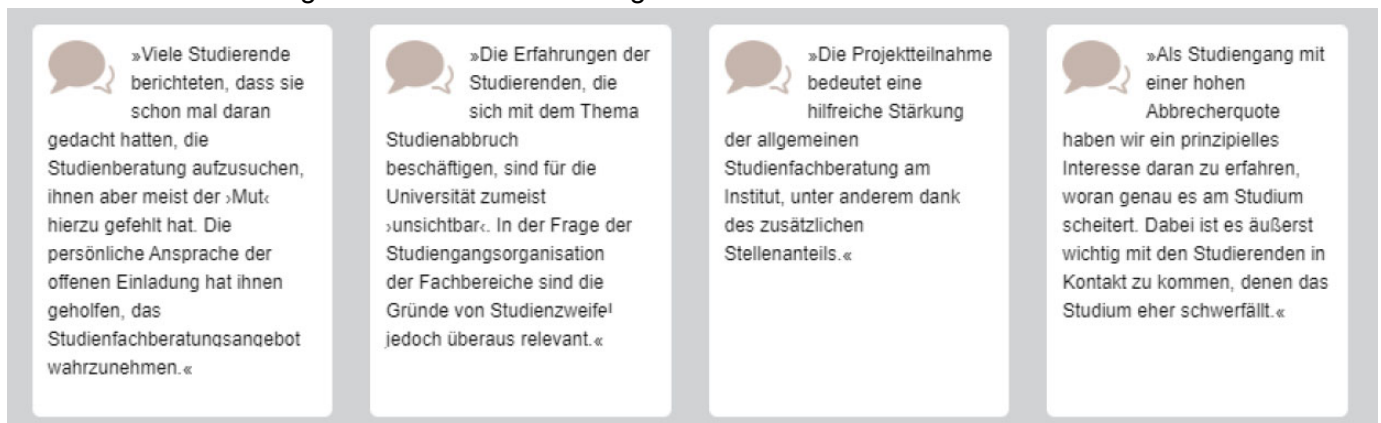 »Viele Studierende
berichteten, dass sie
schon mal daran
gedacht hatten, die
Studienberatung aufzusuchen,
ihnen aber meist der ›Mut‹
hierzu gefehlt hat. Die
persönliche Ansprache der
offenen Einladung hat ihnen
geholfen, das
Studienfachberatungsangebot
wahrzunehmen.«
»Die Erfahrungen der
Studierenden, die
sich mit dem Thema
Studienabbruch
beschäftigen, sind für die
Universität zumeist
›unsichtbar‹. In der Frage der
Studiengangsorganisation
der Fachbereiche sind die
Gründe von Studienzweifel
jedoch überaus relevant.«
»Die Projektteilnahme
bedeutet eine
hilfreiche Stärkung
der allgemeinen
Studienfachberatung am
Institut, unter anderem dank
des zusätzlichen
Stellenanteils.«
»Als Studiengang mit
einer hohen
Abbrecherquote
haben wir ein prinzipielles
Interesse daran zu erfahren,
woran genau es am Studium
scheitert. Dabei ist es äußerst
wichtig mit den Studierenden in
Kontakt zu kommen, denen das
Studium eher schwerfällt.«